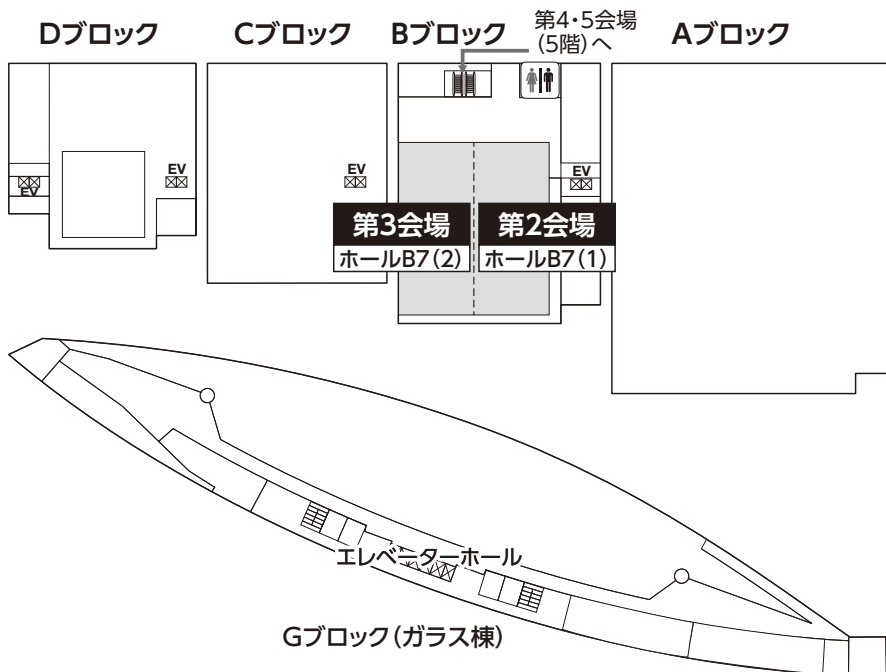 Dブロック
Cブロック
Bブロック
第4・5会場
(5階)へ
Aブロック
EV
EV
EV
EV
第3会場
ホールB7(2)
第2会場
ホールB7(1)
エレベーターホール
Gブロック(ガラス棟)